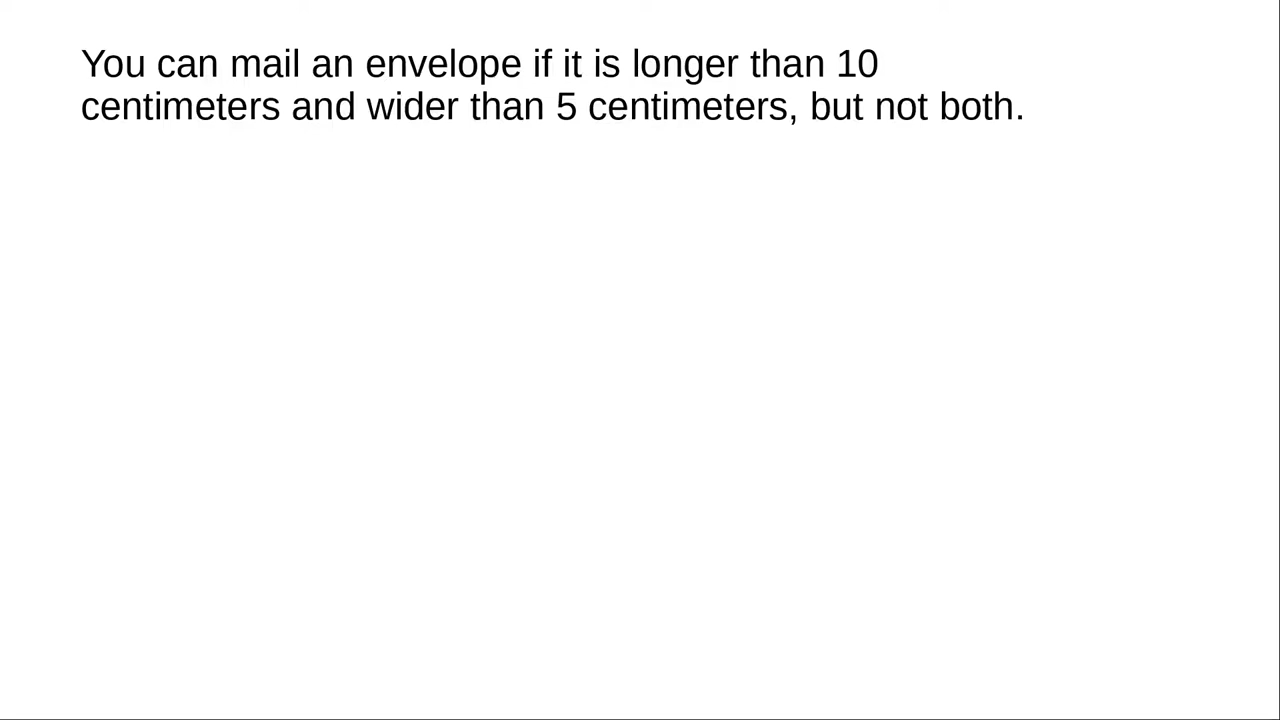 You can mail an envelope if it is longer than 10
centimeters and wider than 5 centimeters, but not both.